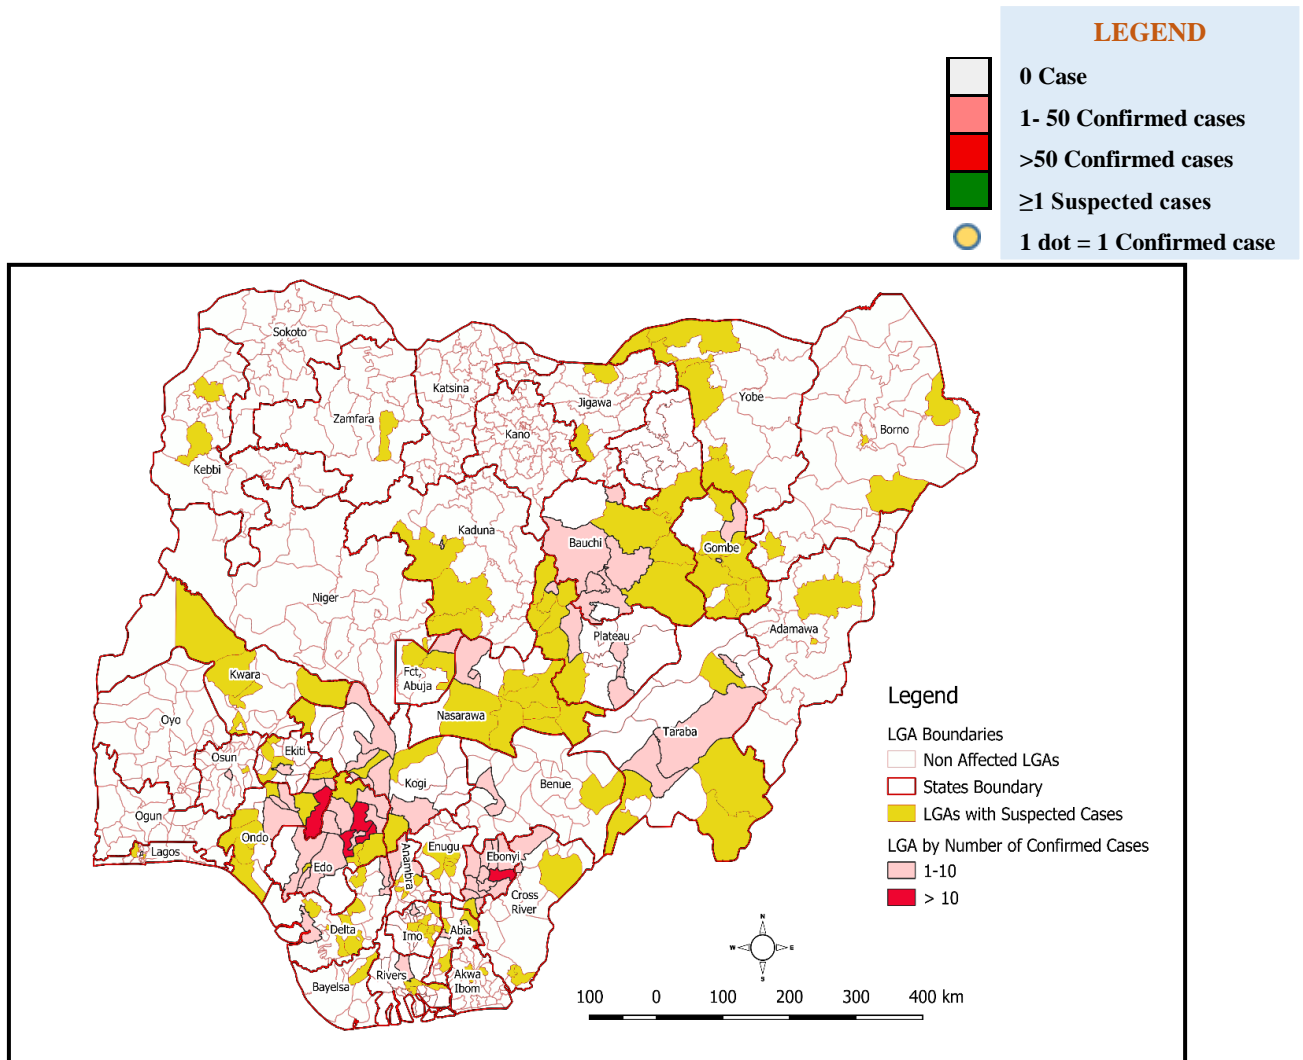 LEGEND
0 Case
1- 50 Confirmed cases
>50 Confirmed cases
≥1 Suspected cases
1 dot = 1 Confirmed case
Sokoto
Katsina
Zamfara
Kano
Jigawa
Yobe
Borno
Kebbi
Kaduna
Bauchi
Gombe
Niger
Plateau
Adamawa
Fct,
Abuja
Kwara
Nasarawa
Oyo
Taraba
Osun
Ekiti
Kogi
Benue
Ogun
Ondo
Lagos
Edo
Anambra
Enugu
Ebonyi
Cross
River
Delta
Imo
Abia
Bayelsa
Rivers
Akwa
Ibom
Legend
LGA Boundaries
Non Affected LGAs
States Boundary
LGAs with Suspected Cases
LGA by Number of Confirmed Cases
1-10
> 10
N
W E
S
100 0 100 200 300 400 km